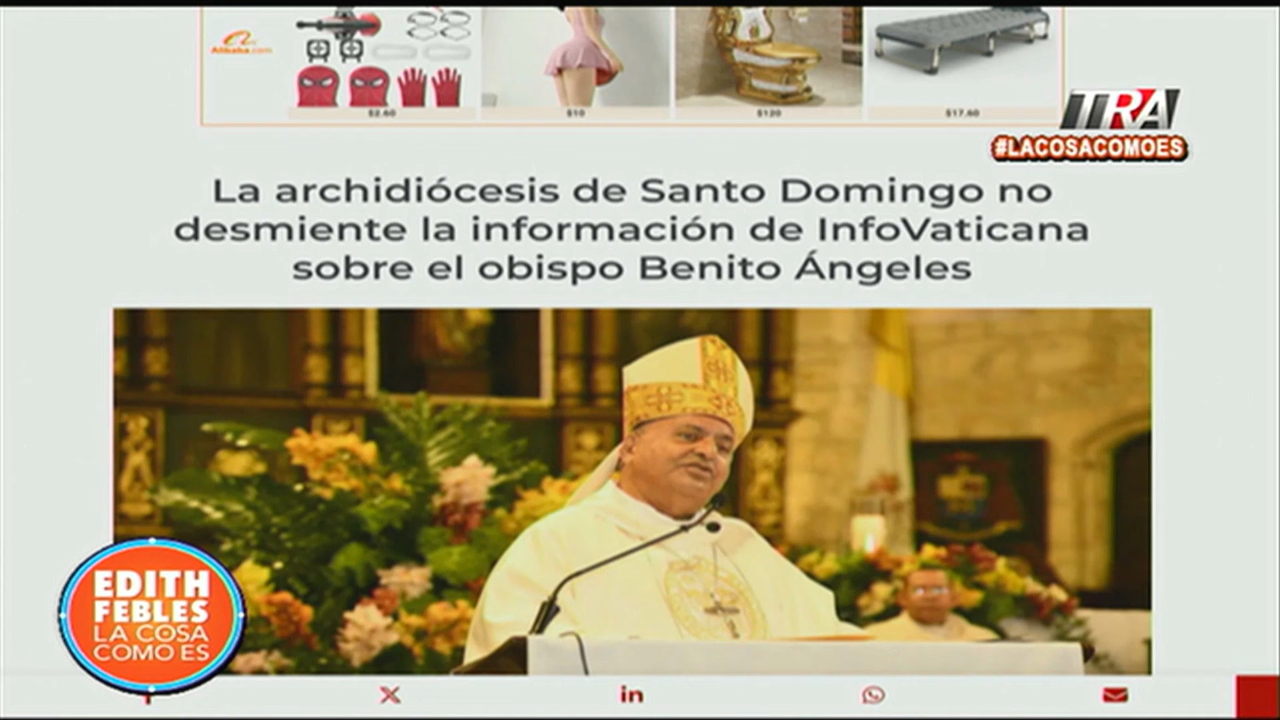 Alibaba.com
$2.60
$10
$120
$17.60
TRA
#LACOSACOMOES
La archidiócesis de Santo Domingo no
desmiente la información de InfoVaticana
sobre el obispo Benito Ángeles
EDITH
FEBLES
LA COSA
COMO ES
in